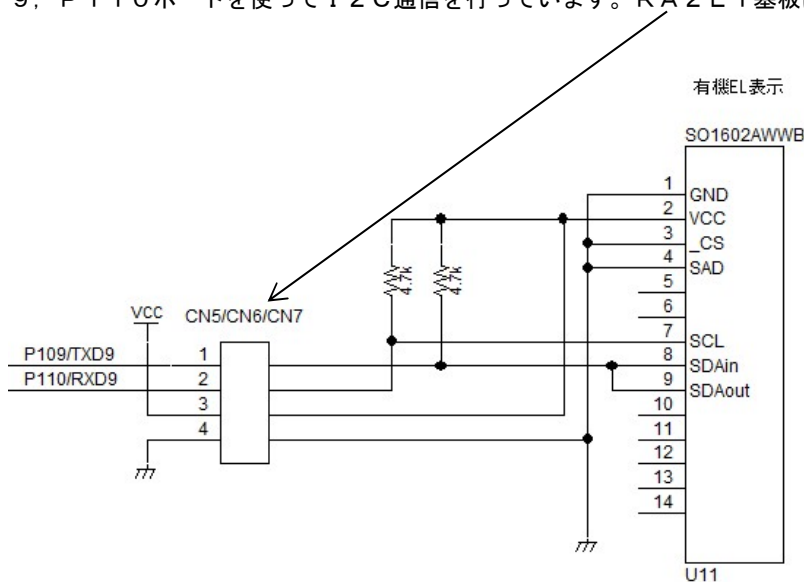 ９，Ｐ１１０ポートを使ってＩ２Ｃ通信を行っています。ＲＡ２Ｅ１基板
有機EL表示
SO1602AWWB
1 GND
2 VCC
3 _CS
4 SAD
5
6
7 SCL
8 SDAin
9 SDAout
10
11
12
13
14
U11
4.7k
4.7k
VCC
CN5/CN6/CN7
P109/TXD9 1
P110/RXD9 2
3
4